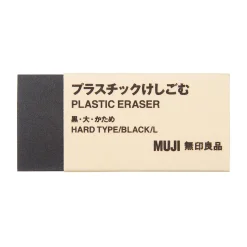 プラスチックけしごむ
PLASTIC ERASER
黒・大・かため
HARD TYPE/BLACK/L
MUJI 無印良品